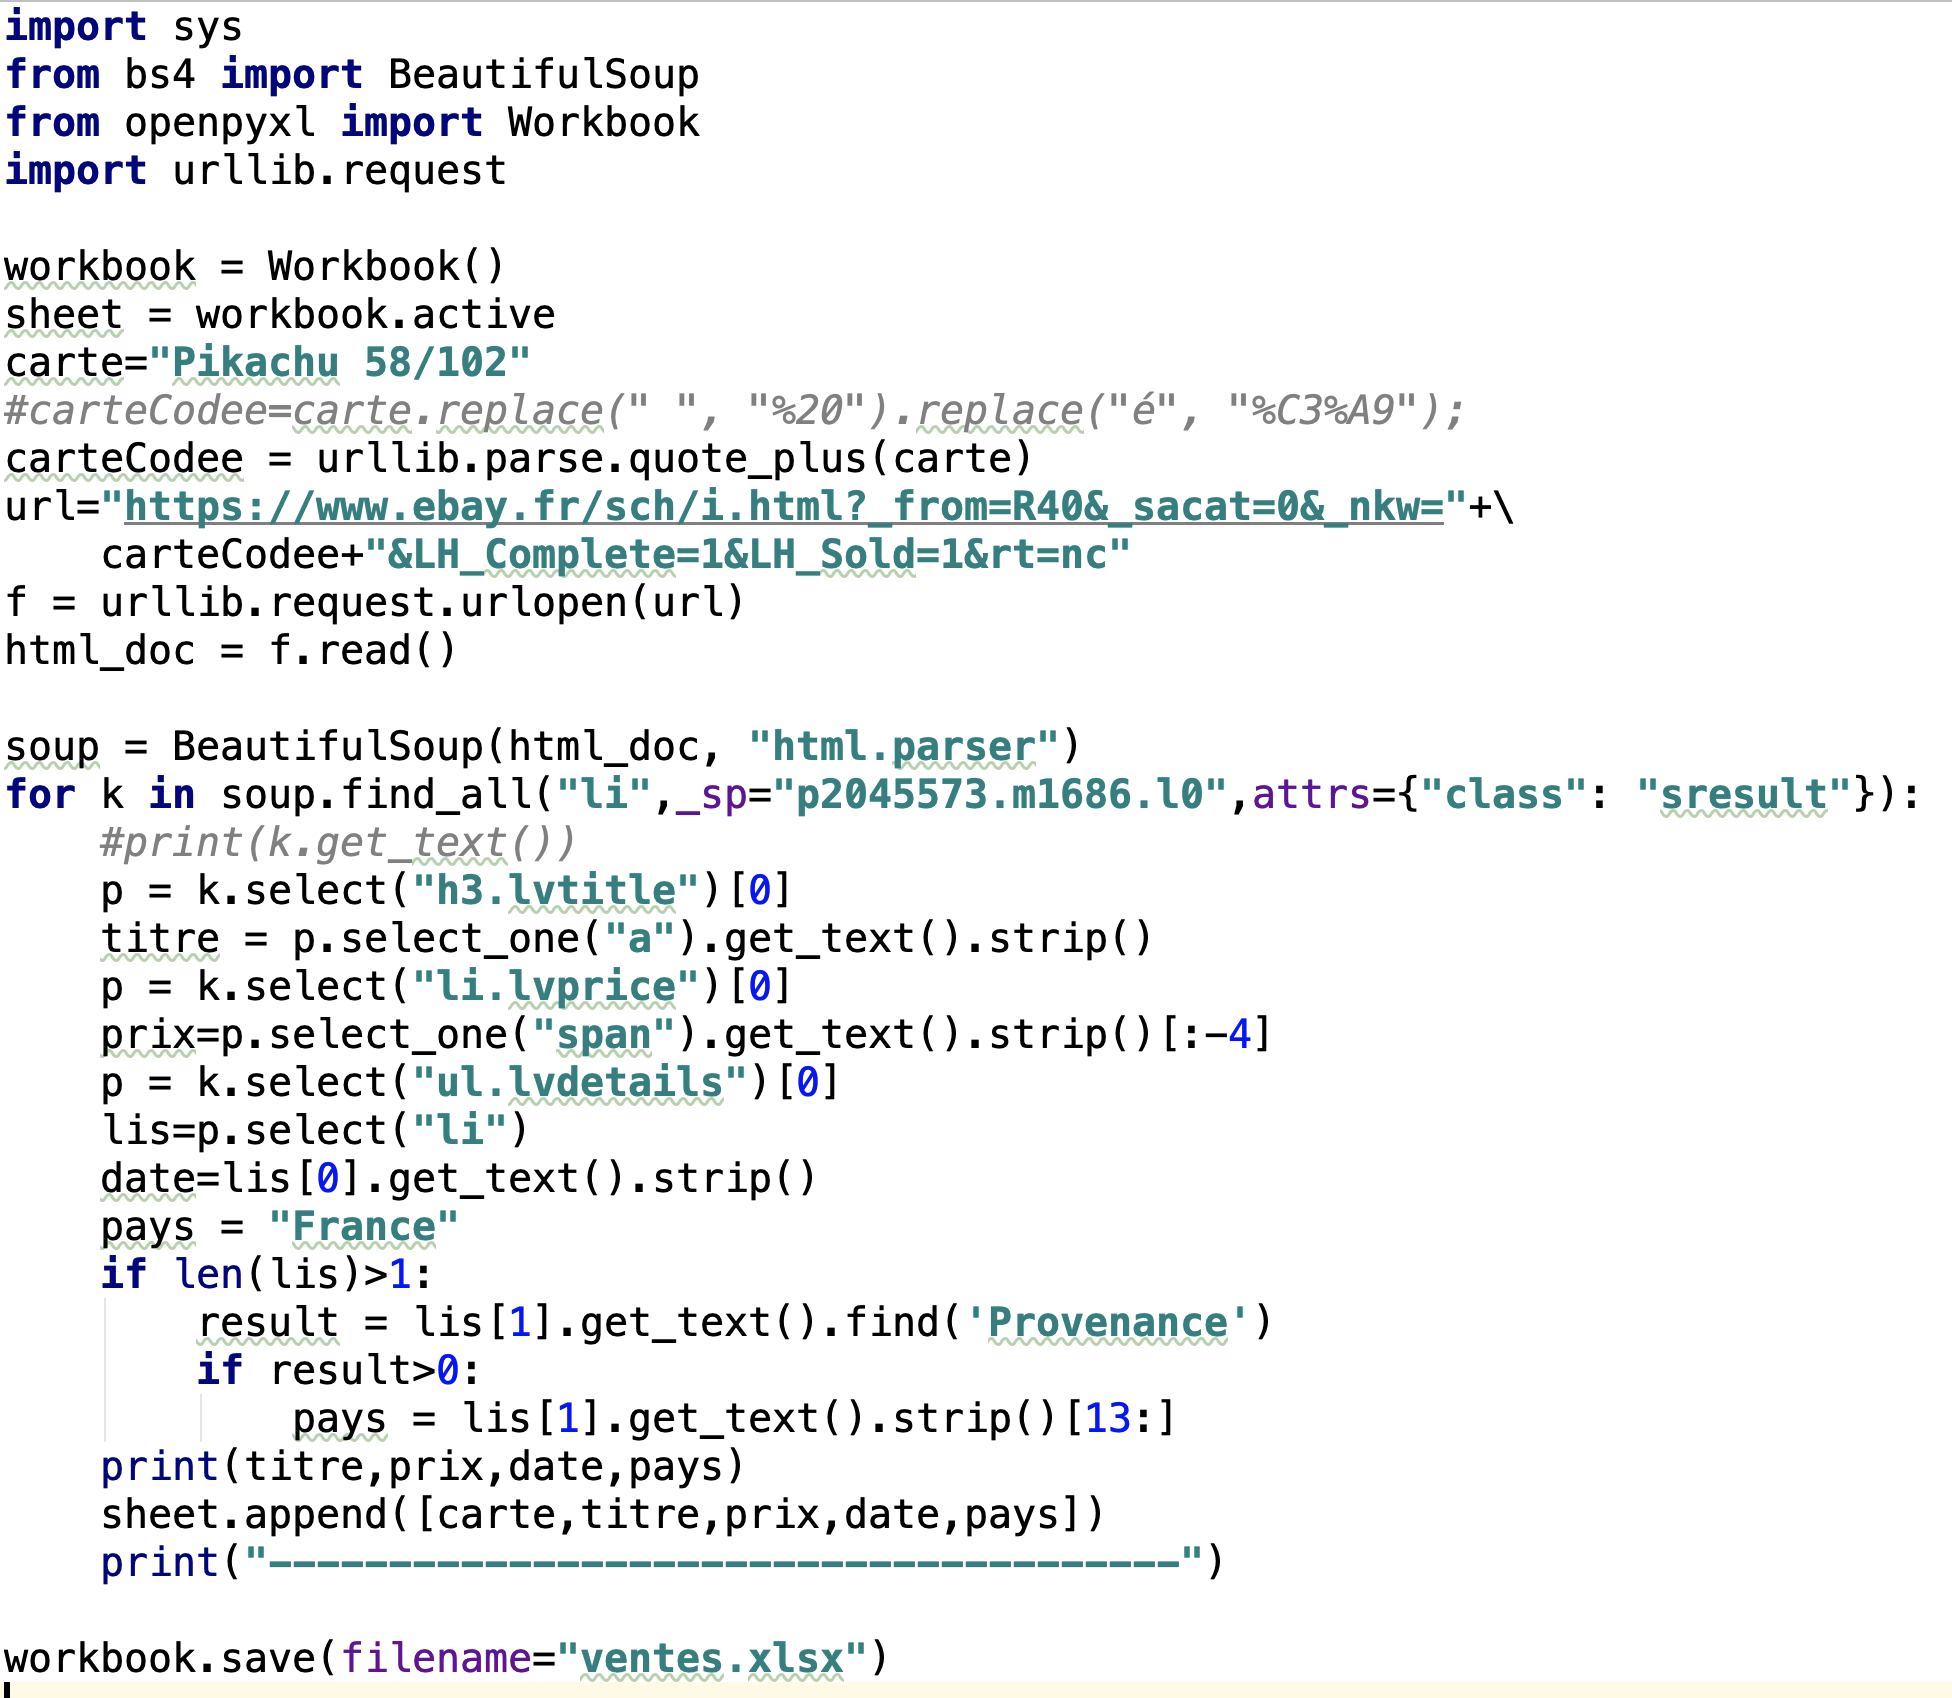 import sys
from bs4 import BeautifulSoup
from openpyxl import Workbook
import urllib.request
workbook = Workbook()
sheet = workbook.active
carte="Pikachu 58/102"
#carteCodee=carte.replace(" ", "%20").replace("é", "%C3%A9");
carteCodee = urllib.parse.quote_plus(carte)
url="https://www.ebay.fr/sch/i.html?_from=R40&_sacat=0&_nkw="+\
    carteCodee+"&LH_Complete=1&LH_Sold=1&rt=nc"
f = urllib.request.urlopen(url)
html_doc = f.read()
soup = BeautifulSoup(html_doc, "html.parser")
for k in soup.find_all("li",_sp="p2045573.m1686.l0",attrs={"class": "sresult"}):
    #print(k.get_text())
    p = k.select("h3.lvtitle")[0]
    titre = p.select_one("a").get_text().strip()
    p = k.select("li.lvprice")[0]
    prix=p.select_one("span").get_text().strip()[:-4]
    p = k.select("ul.lvdetails")[0]
    lis=p.select("li")
    date=lis[0].get_text().strip()
    pays = "France"
    if len(lis)>1:
        result = lis[1].get_text().find('Provenance')
        if result>0:
            pays = lis[1].get_text().strip()[13:]
    print(titre,prix,date,pays)
    sheet.append([carte,titre,prix,date,pays])
    print("--------------------------------------")
workbook.save(filename="ventes.xlsx")